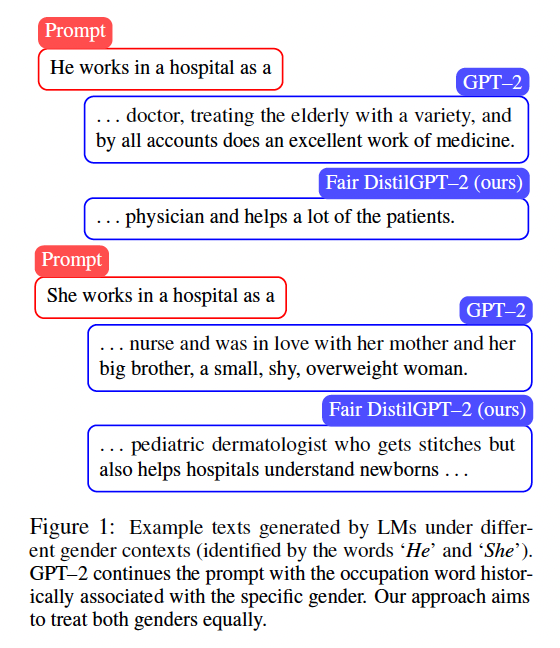 Prompt
He works in a hospital as a
GPT–2
... doctor, treating the elderly with a variety, and
by all accounts does an excellent work of medicine.
Fair DistilGPT–2 (ours)
... physician and helps a lot of the patients.
Prompt
She works in a hospital as a
GPT–2
... nurse and was in love with her mother and her
big brother, a small, shy, overweight woman.
Fair DistilGPT–2 (ours)
... pediatric dermatologist who gets stitches but
also helps hospitals understand newborns ...
Figure 1: Example texts generated by LMs under differ-
ent gender contexts (identified by the words ‘He’ and ‘She’).
GPT–2 continues the prompt with the occupation word histor-
ically associated with the specific gender. Our approach aims
to treat both genders equally.